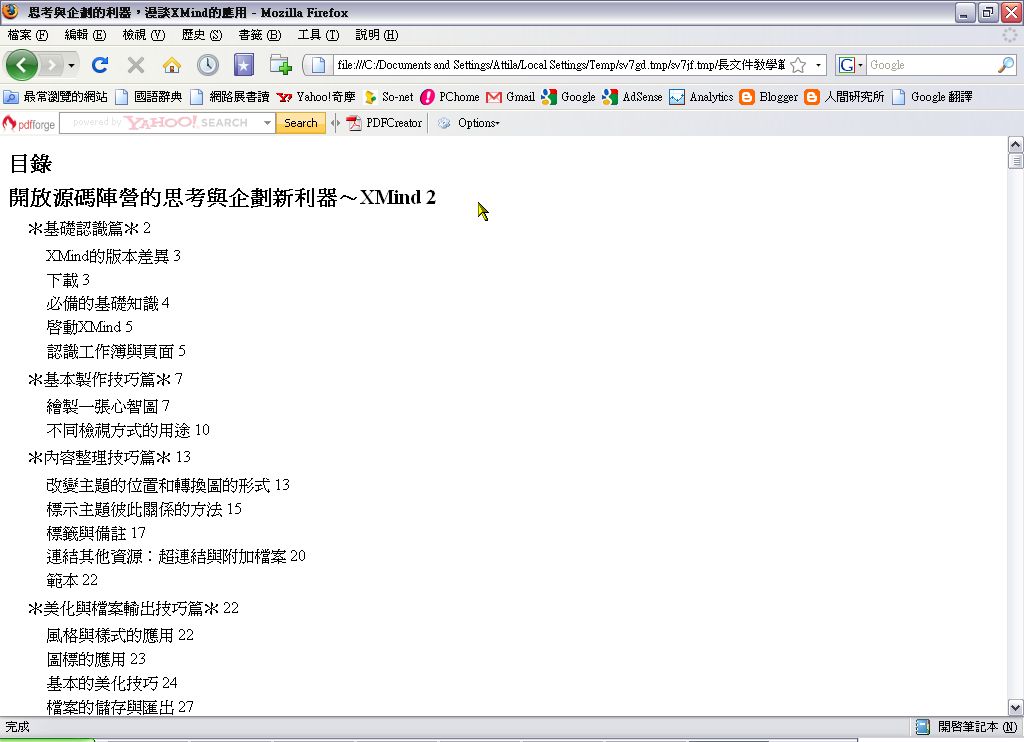 思考與企劃的利器，漫談XMind的應用 - Mozilla Firefox
檔案 (F) 編輯 (E) 檢視 (V) 歷史 (S) 書籤 (B) 工具 (T) 說明 (H)
file:///C:/Documents and Settings/Attila/Local Settings/Temp/sv7gd.tmp/sv7jf.tmp/長文件教學 G Google
最常瀏覽的網站 國語辭典 網路展書讀 Yahoo!奇摩 So-net PChome Gmail Google AdSense Analytics Blogger 人間研究所 Google 翻譯
pdfforge powered by YAHOO! SEARCH Search PDFCreator Options
目錄
開放源碼陣營的思考與企劃新利器～XMind 2
＊基礎認識篇＊ 2
XMind的版本差異 3
下載 3
必備的基礎知識 4
啓動XMind 5
認識工作簿與頁面 5
＊基本製作技巧篇＊ 7
繪製一張心智圖 7
不同檢視方式的用途 10
＊內容整理技巧篇＊ 13
改變主題的位置和轉換圖的形式 13
標示主題彼此關係的方法 15
標籤與備註 17
連結其他資源：超連結與附加檔案 20
範本 22
＊美化與檔案輸出技巧篇＊ 22
風格與樣式的應用 22
圖標的應用 23
基本的美化技巧 24
檔案的儲存與匯出 27
完成 開啓筆記本 (N)